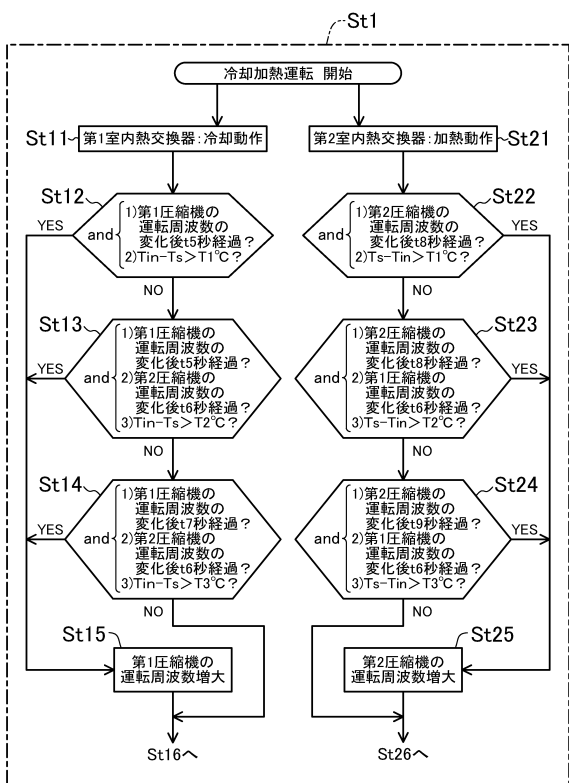 St1
冷却加熱運転 開始
St11
第1室内熱交換器:冷却動作
St12
YES
and
1)第1圧縮機の
運転周波数の
変化後t5秒経過?
2)Tin-Ts>T1℃?
NO
St13
YES
and
1)第1圧縮機の
運転周波数の
変化後t5秒経過?
2)第2圧縮機の
運転周波数の
変化後t6秒経過?
3)Tin-Ts>T2℃?
NO
St14
YES
and
1)第1圧縮機の
運転周波数の
変化後t7秒経過?
2)第2圧縮機の
運転周波数の
変化後t6秒経過?
3)Tin-Ts>T3℃?
NO
St15
第1圧縮機の
運転周波数増大
St16へ
第2室内熱交換器:加熱動作
St21
St22
YES
and
1)第2圧縮機の
運転周波数の
変化後t8秒経過?
2)Ts-Tin>T1℃?
NO
St23
YES
and
1)第2圧縮機の
運転周波数の
変化後t8秒経過?
2)第1圧縮機の
運転周波数の
変化後t6秒経過?
3)Ts-Tin>T2℃?
NO
St24
YES
and
1)第2圧縮機の
運転周波数の
変化後t9秒経過?
2)第1圧縮機の
運転周波数の
変化後t6秒経過?
3)Ts-Tin>T3℃?
NO
St25
第2圧縮機の
運転周波数増大
St26へ